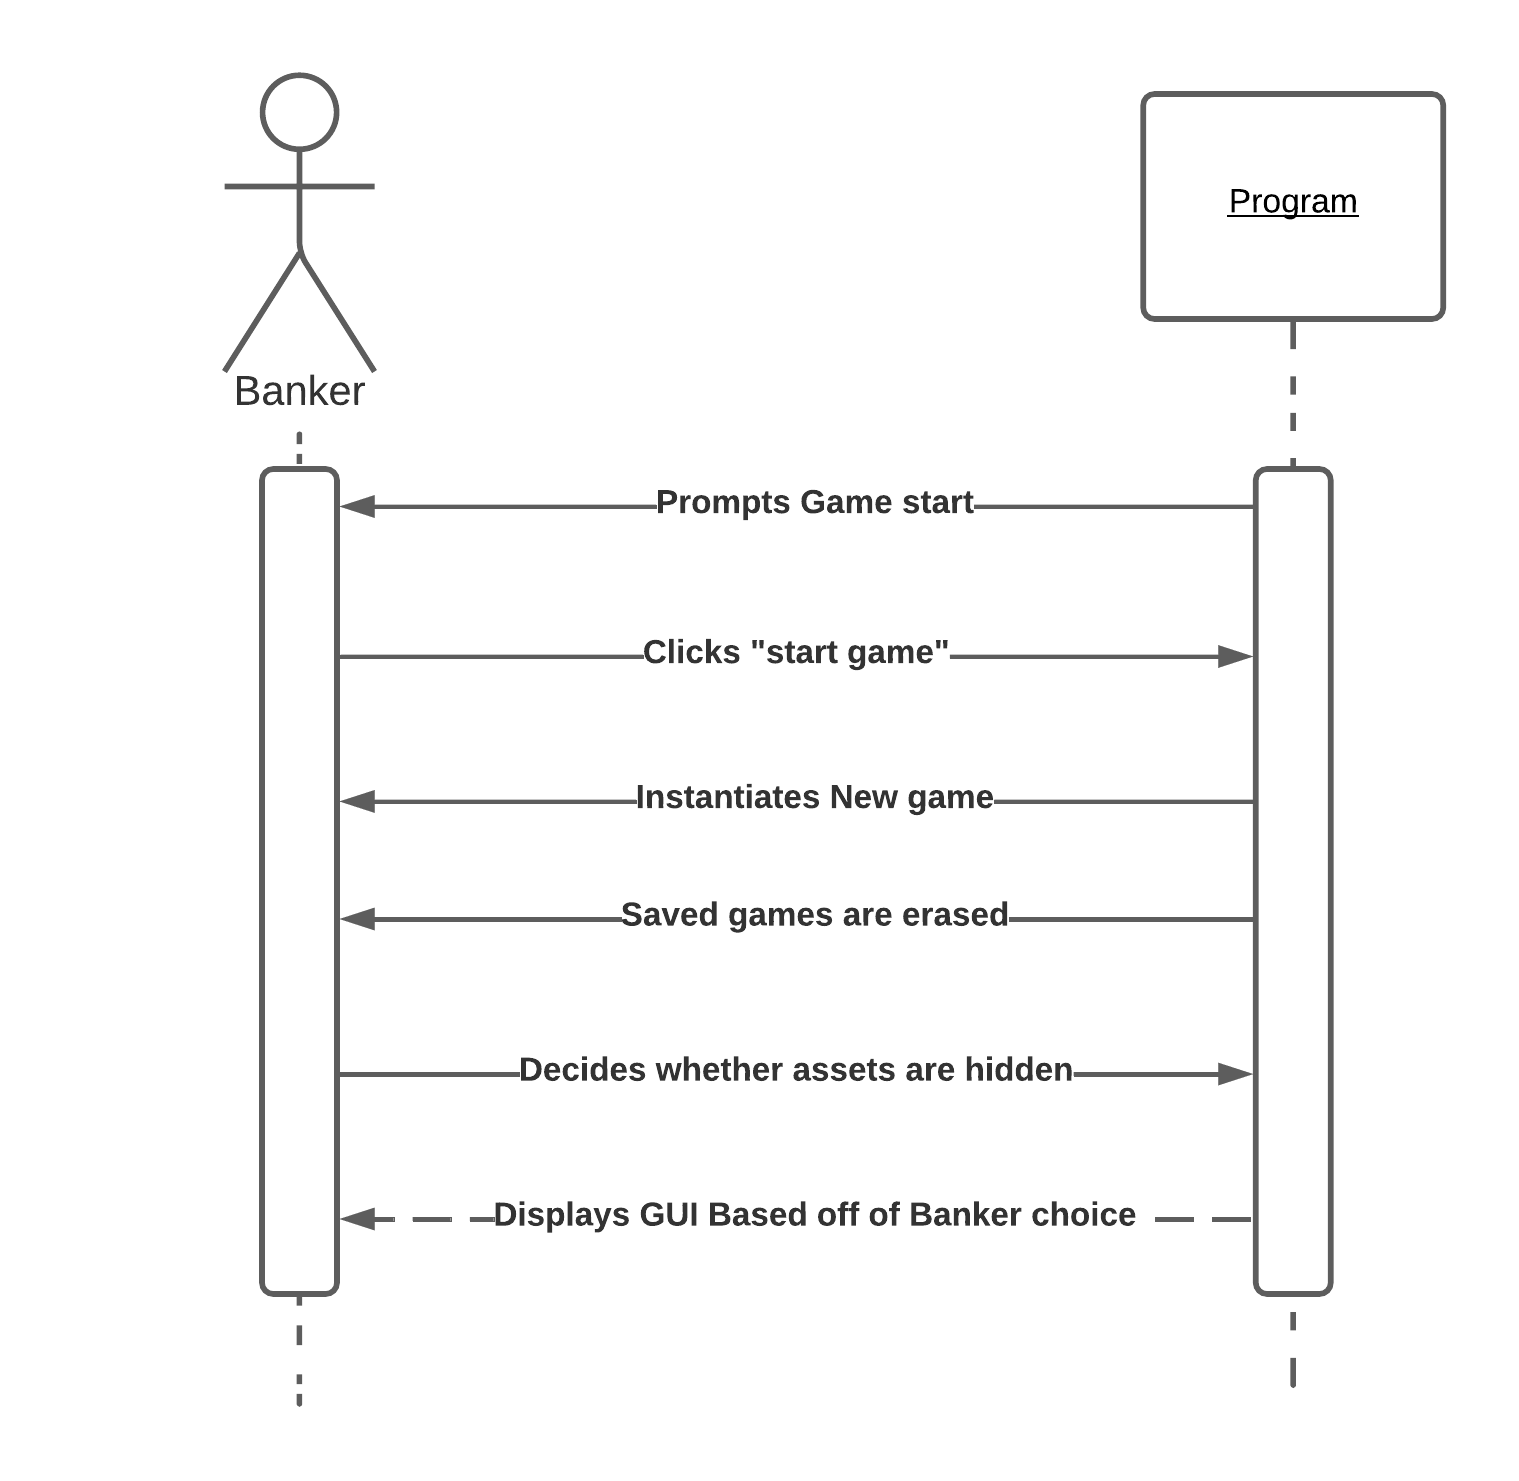 Program
Banker
Prompts Game start
Clicks "start game"
Instantiates New game
Saved games are erased
Decides whether assets are hidden
Displays GUI Based off of Banker choice